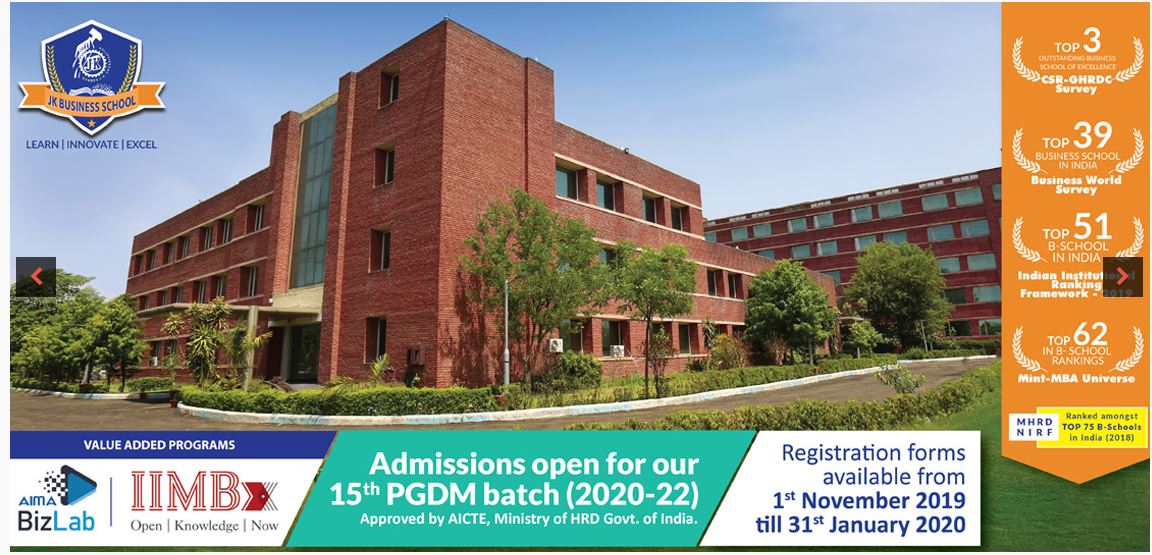 JK
JK BUSINESS SCHOOL
LEARN | INNOVATE | EXCEL
TOP 3
OUTSTANDING BUSINESS
SCHOOL OF EXCELLENCE
CSR-GHRDC
Survey
TOP 39
BUSINESS SCHOOL
IN INDIA
Business World
Survey
TOP 51
B-SCHOOL
IN INDIA
Indian Institutional
Ranking
Framework - 2019
TOP 62
IN B- SCHOOL
RANKINGS
Mint-MBA Universe
MHRD
NIRF
Ranked amongst
TOP 75 B-Schools
in India (2018)
VALUE ADDED PROGRAMS
AIMA
BizLab
IIMBx
Open | Knowledge | Now
Admissions open for our
15th PGDM batch (2020-22)
Approved by AICTE, Ministry of HRD Govt. of India.
Registration forms
available from
1st November 2019
till 31st January 2020